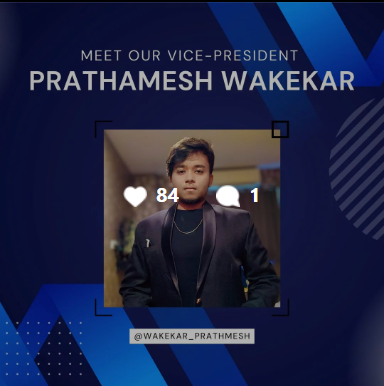 MEET OUR VICE-PRESIDENT
PRATHAMESH WAKEKAR
84 1
@WAKEKAR_PRATHMESH